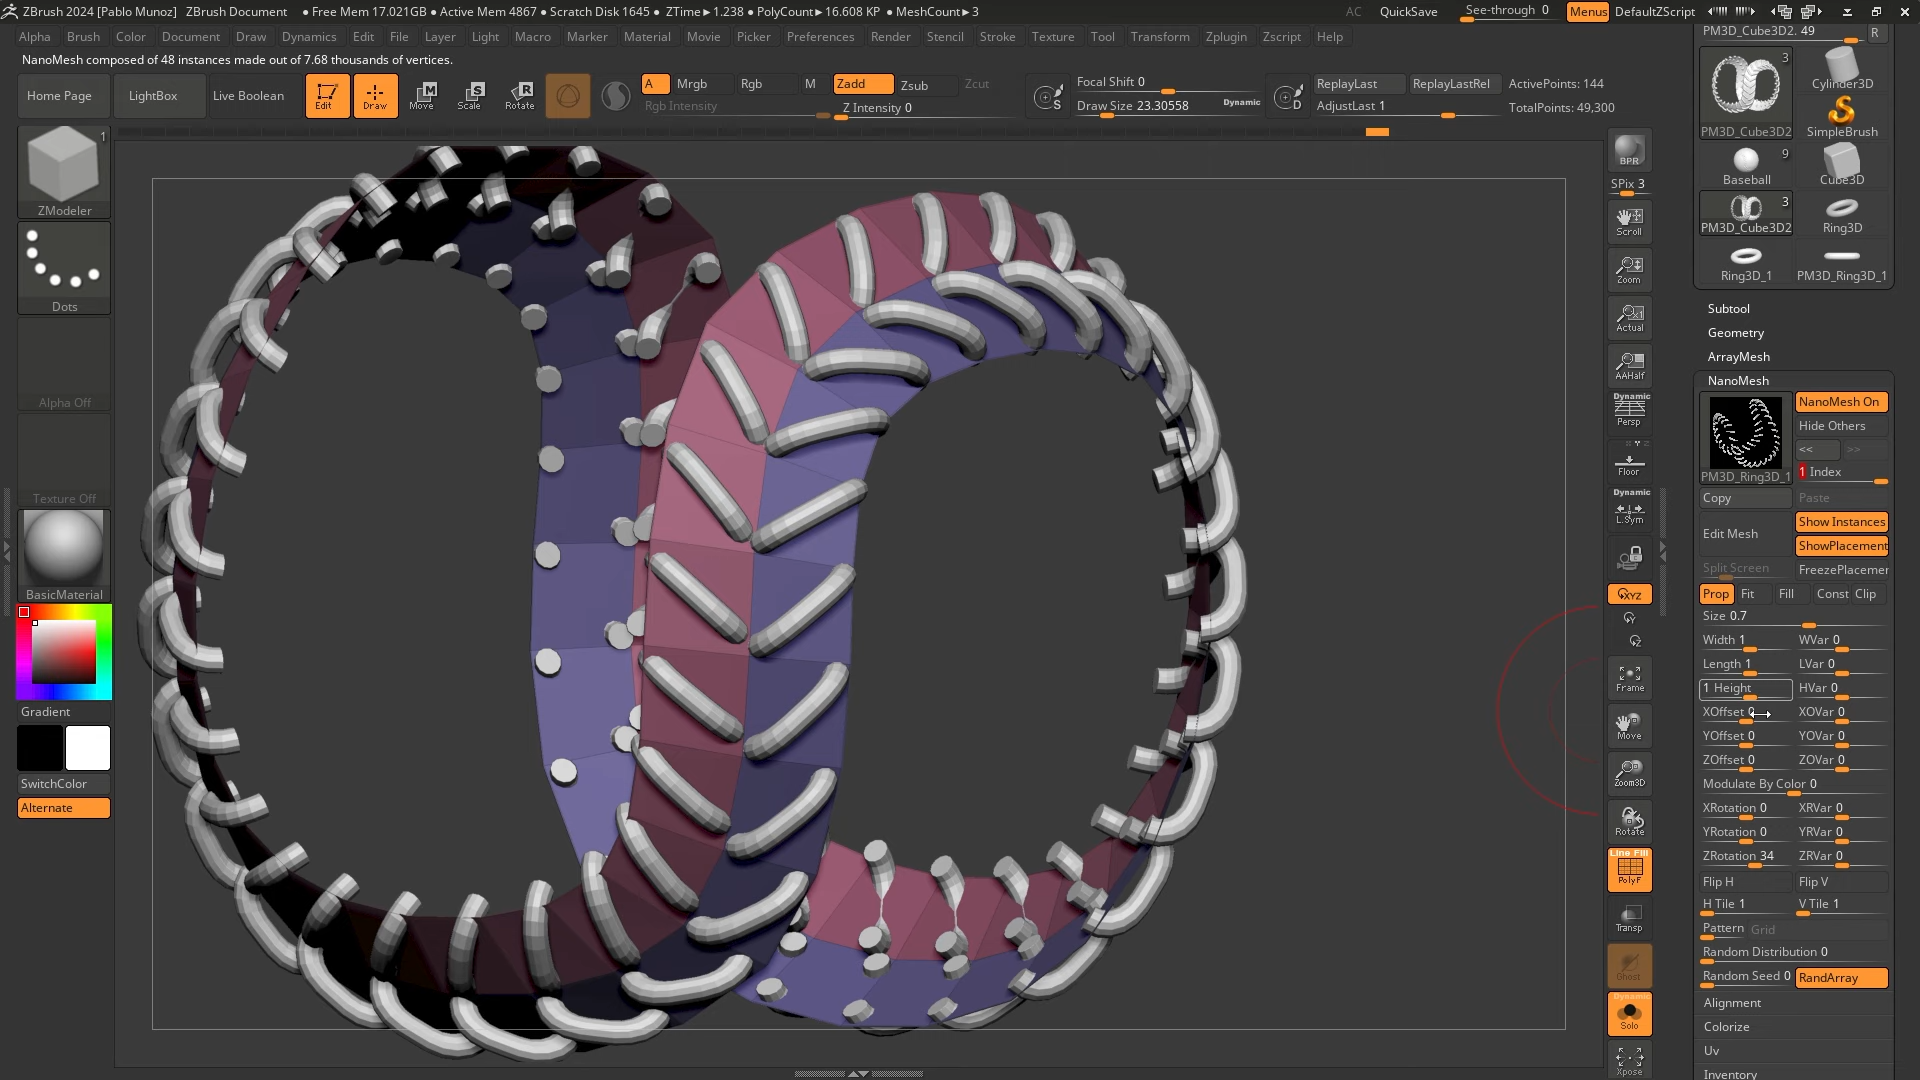 ZBrush 2024 [Pablo Munoz] ZBrush Document ● Free Mem 17.021GB ● Active Mem 4867 ● Scratch Disk 1645 ● ZTime►1.238 ● PolyCount►16.608 KP ● MeshCount►3 AC QuickSave See-through 0 Menus DefaultZScript
Alpha Brush Color Document Draw Dynamics Edit File Layer Light Macro Marker Material Movie Picker Preferences Render Stencil Stroke Texture Tool Transform Zplugin Zscript Help
NanoMesh composed of 48 instances made out of 7.68 thousands of vertices.
Home Page LightBox Live Boolean Edit Draw Move Scale Rotate
A Mrgb Rgb M Zadd Zsub Zcut
Rgb Intensity Z Intensity 0
Focal Shift 0
Draw Size 23.30558 Dynamic
ReplayLast ReplayLastRel ActivePoints: 144
AdjustLast 1 TotalPoints: 49,300
1
ZModeler
Dots
Alpha Off
Texture Off
BasicMaterial
Gradient
SwitchColor
Alternate
BPR
SPix 3
Scroll
Zoom
Actual
AAHalf
Dynamic
Persp
Floor
Dynamic
L.Sym
XYZ
Frame
Move
Zoom3D
Rotate
Line Fill
PolyF
Transp
Ghost
Dynamic
Solo
Xpose
PM3D_Cube3D2. 49 R
3
PM3D_Cube3D2 Cylinder3D
SimpleBrush
9
Baseball Cube3D
3
PM3D_Cube3D2 Ring3D
Ring3D_1 PM3D_Ring3D_1
Subtool
Geometry
ArrayMesh
NanoMesh
NanoMesh On
Hide Others
<< >>
PM3D_Ring3D_1 1 Index
Copy Paste
Edit Mesh Show Instances
ShowPlacement
Split Screen FreezePlacemen
Prop Fit Fill Const Clip
Size 0.7
Width 1 WVar 0
Length 1 LVar 0
1 Height HVar 0
XOffset 0 XOVar 0
YOffset 0 YOVar 0
ZOffset 0 ZOVar 0
Modulate By Color 0
XRotation 0 XRVar 0
YRotation 0 YRVar 0
ZRotation 34 ZRVar 0
Flip H Flip V
H Tile 1 V Tile 1
Pattern Grid
Random Distribution 0
Random Seed 0 RandArray
Alignment
Colorize
Uv
Inventory